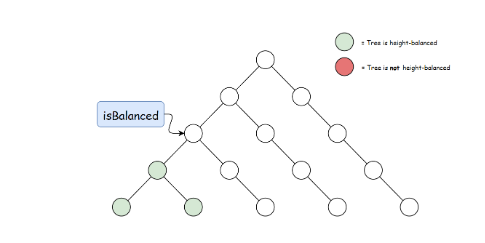 = Tree is height-balanced
= Tree is not height-balanced
isBalanced